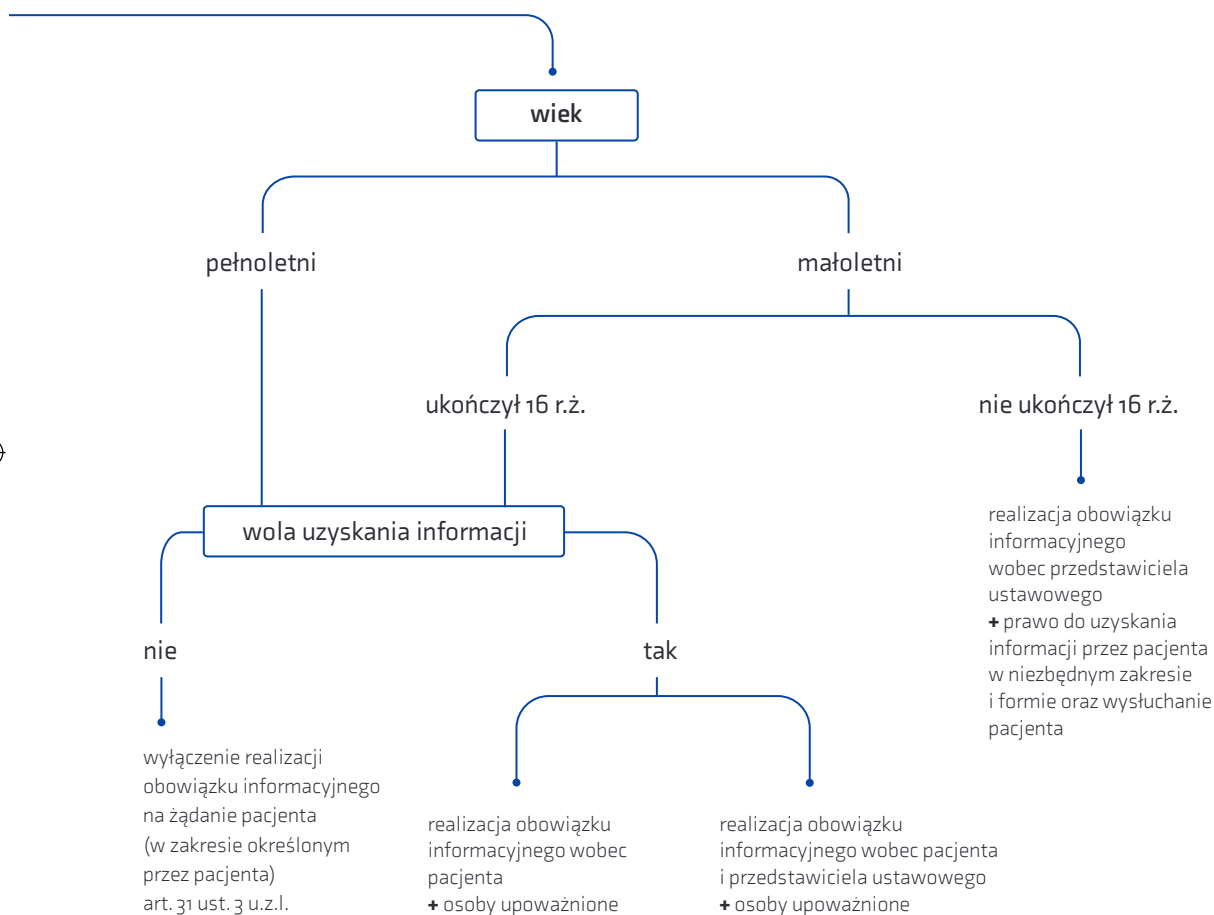 wiek
pełnoletni
małoletni
ukończył 16 r.ż.
nie ukończył 16 r.ż.
wola uzyskania informacji
realizacja obowiązku
informacyjnego
wobec przedstawiciela
ustawowego
+ prawo do uzyskania
informacji przez pacjenta
w niezbędnym zakresie
i formie oraz wysłuchanie
pacjenta
nie
tak
wyłączenie realizacji
obowiązku informacyjnego
na żądanie pacjenta
(w zakresie określonym
przez pacjenta)
art. 31 ust. 3 u.z.l.
realizacja obowiązku
informacyjnego wobec
pacjenta
+ osoby upoważnione
realizacja obowiązku
informacyjnego wobec pacjenta
i przedstawiciela ustawowego
+ osoby upoważnione